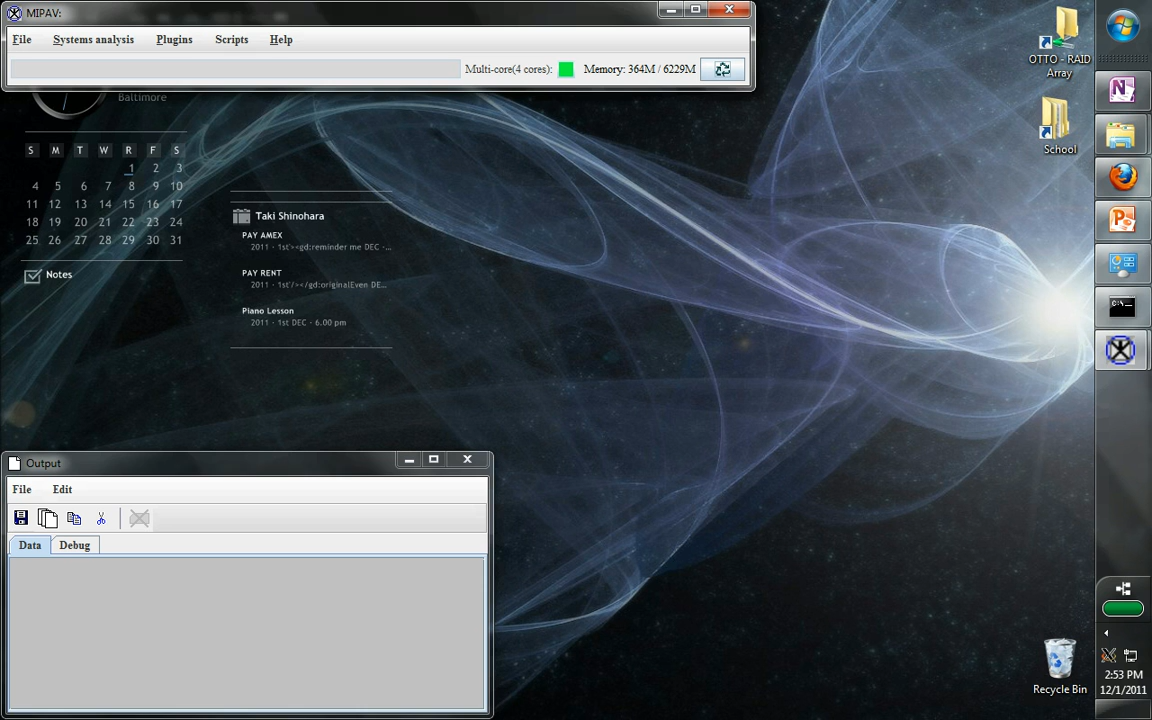 MIPAV:
File Systems analysis Plugins Scripts Help
Multi-core(4 cores): Memory: 364M / 6229M
Baltimore
S M T W R F S
1 2 3
4 5 6 7 8 9 10
11 12 13 14 15 16 17
18 19 20 21 22 23 24
25 26 27 28 29 30 31
Notes
Taki Shinohara
PAY AMEX
2011 - 1st'><gd:reminder me DEC -...
PAY RENT
2011 - 1st'/></gd:originalEven DE...
Piano Lesson
2011 - 1st DEC - 6.00 pm
OTTO - RAID
Array
School
Output
File Edit
Data Debug
Recycle Bin
C:\_
2:53 PM
12/1/2011